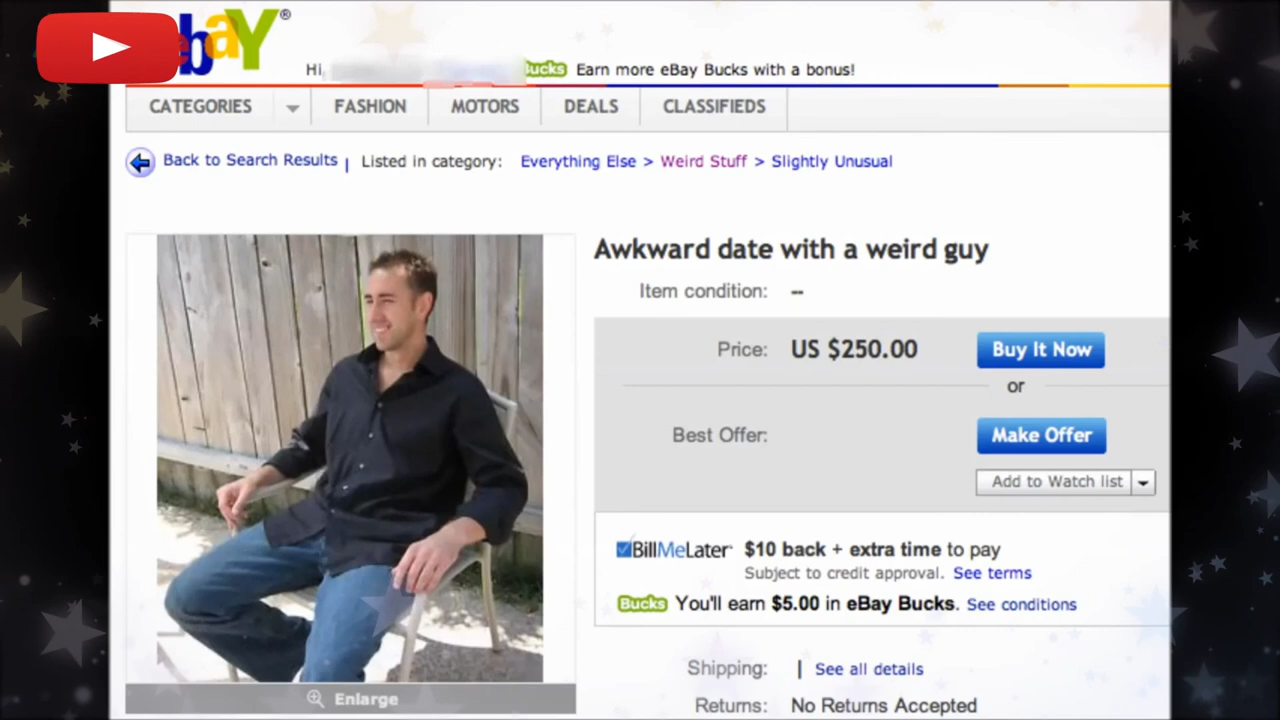 ebaY®
Hi, Bucks Earn more eBay Bucks with a bonus!
CATEGORIES FASHION MOTORS DEALS CLASSIFIEDS
Back to Search Results | Listed in category: Everything Else > Weird Stuff > Slightly Unusual
Awkward date with a weird guy
Item condition: --
Price: US $250.00 Buy It Now
or
Best Offer: Make Offer
Add to Watch list
BillMeLater $10 back + extra time to pay
Subject to credit approval. See terms
Bucks You'll earn $5.00 in eBay Bucks. See conditions
Shipping: | See all details
Enlarge
Returns: No Returns Accepted